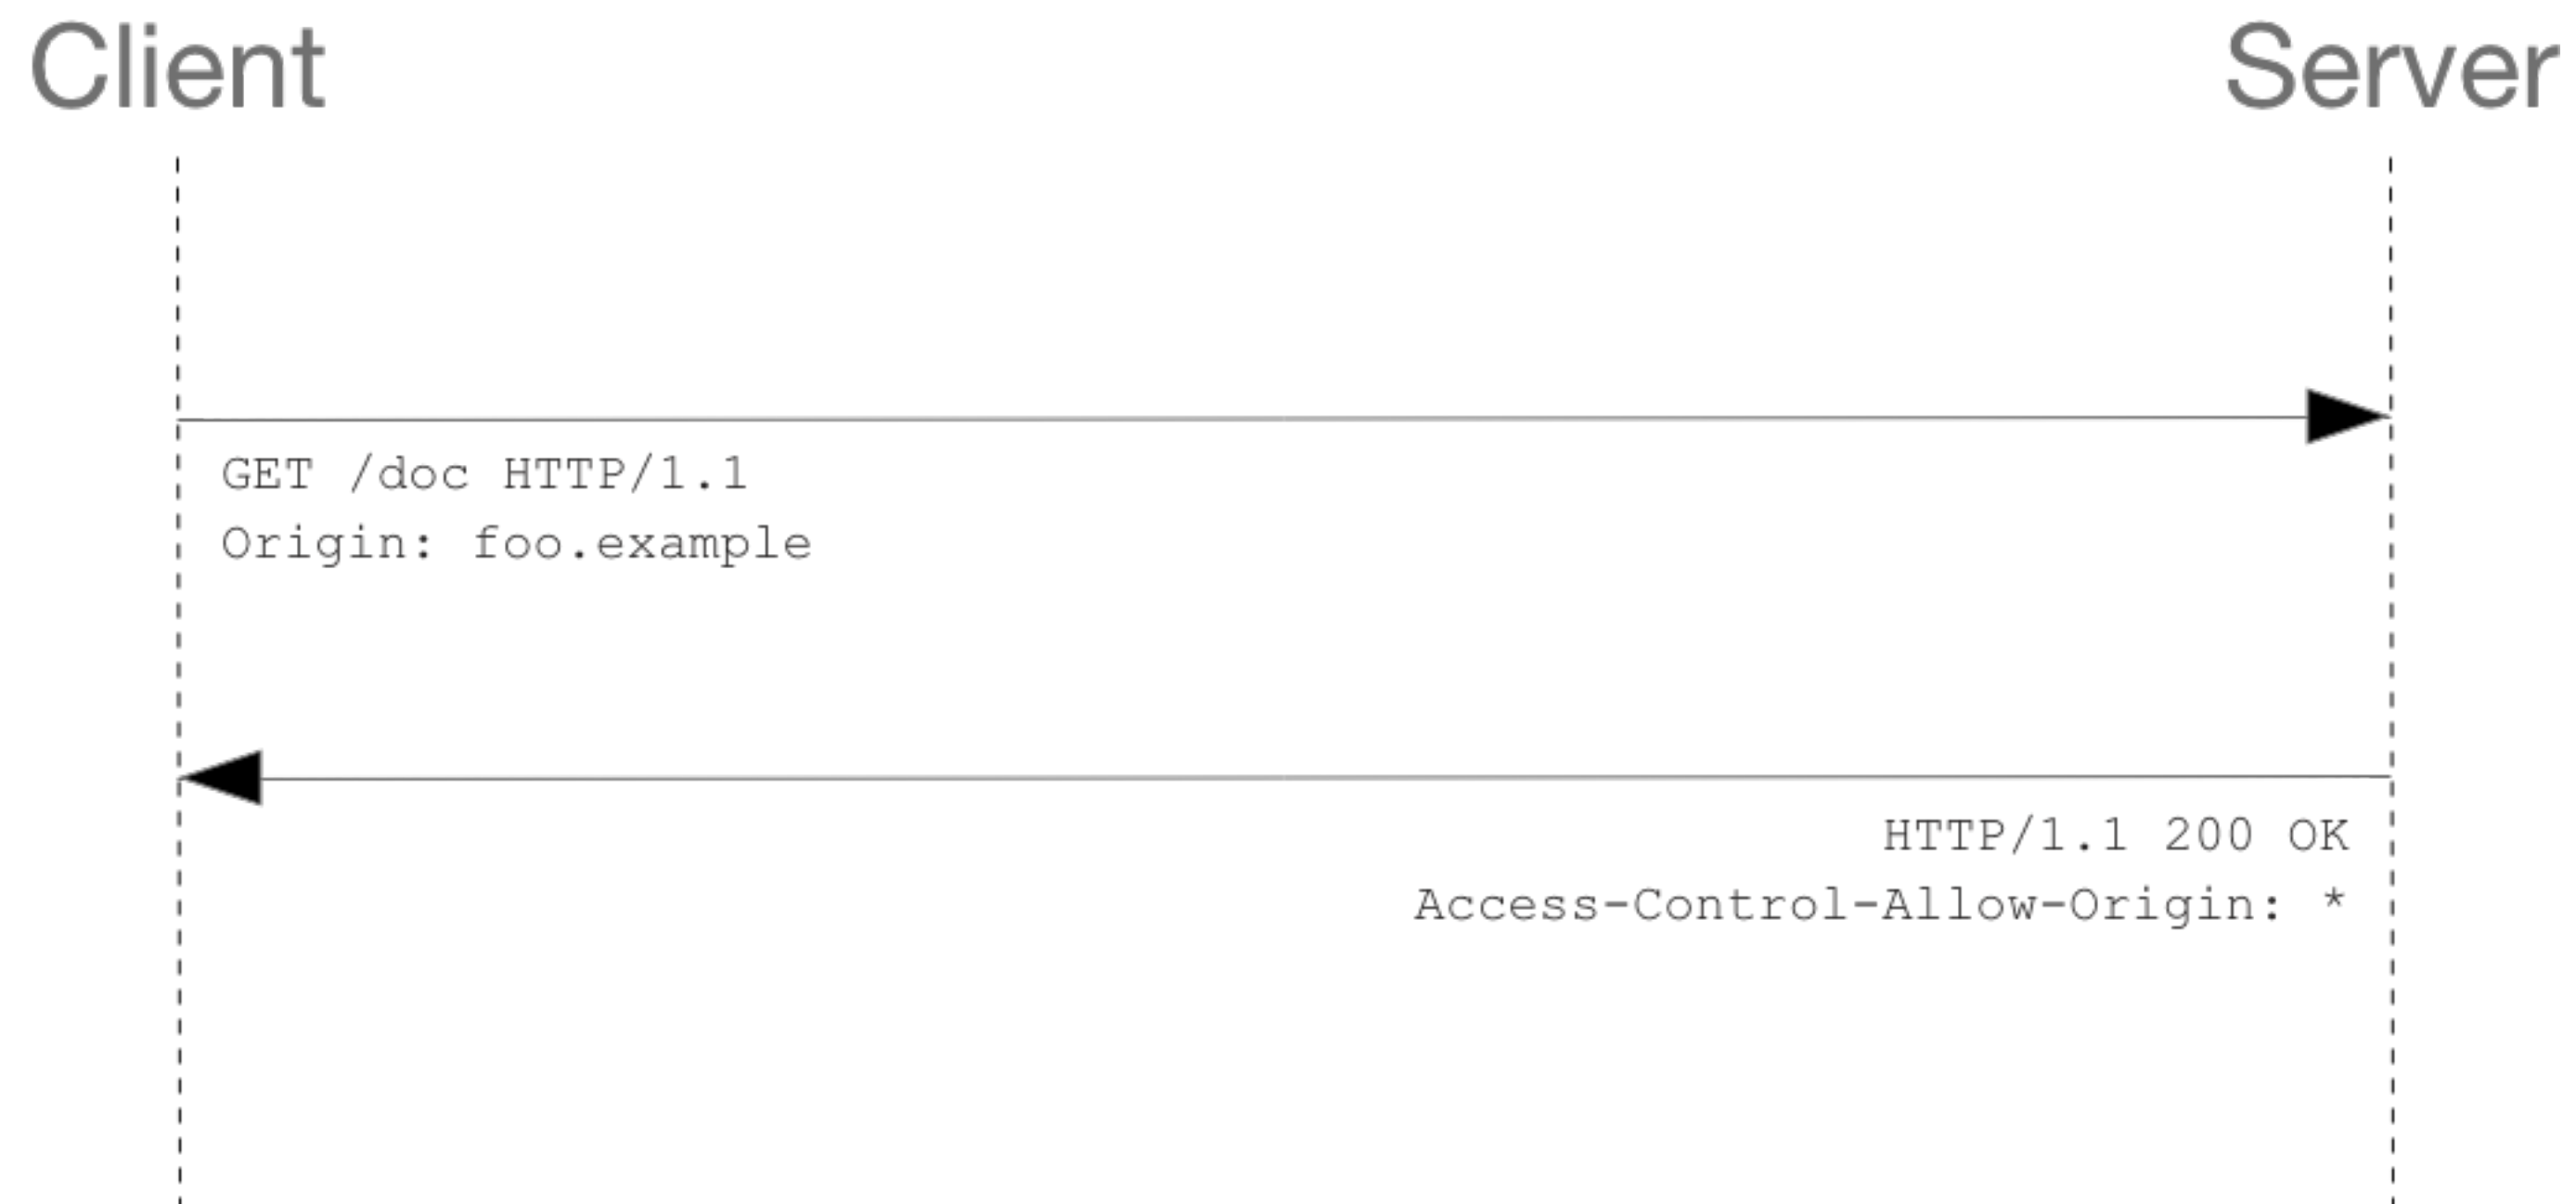 Client
Server
GET /doc HTTP/1.1
Origin: foo.example
HTTP/1.1 200 OK
Access-Control-Allow-Origin: *